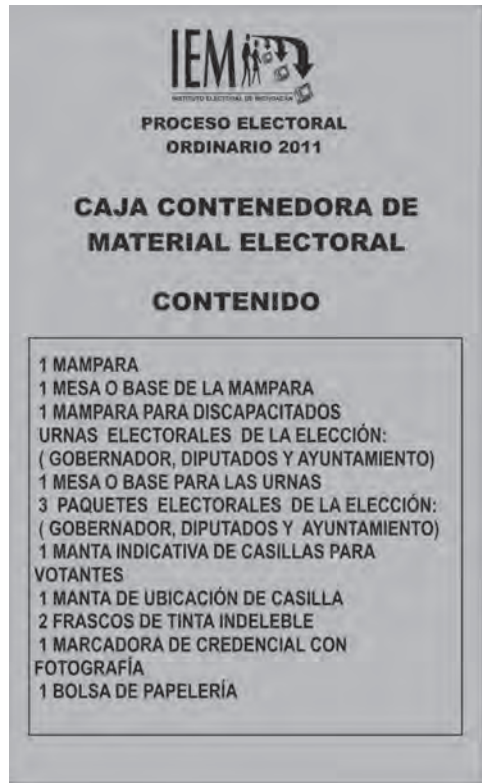 IEM
INSTITUTO ELECTORAL DE MICHOACÁN
PROCESO ELECTORAL
ORDINARIO 2011
CAJA CONTENEDORA DE
MATERIAL ELECTORAL
CONTENIDO
1 MAMPARA
1 MESA O BASE DE LA MAMPARA
1 MAMPARA PARA DISCAPACITADOS
URNAS ELECTORALES DE LA ELECCIÓN:
( GOBERNADOR, DIPUTADOS Y AYUNTAMIENTO)
1 MESA O BASE PARA LAS URNAS
3 PAQUETES ELECTORALES DE LA ELECCIÓN:
( GOBERNADOR, DIPUTADOS Y AYUNTAMIENTO)
1 MANTA INDICATIVA DE CASILLAS PARA
VOTANTES
1 MANTA DE UBICACIÓN DE CASILLA
2 FRASCOS DE TINTA INDELEBLE
1 MARCADORA DE CREDENCIAL CON
FOTOGRAFÍA
1 BOLSA DE PAPELERÍA